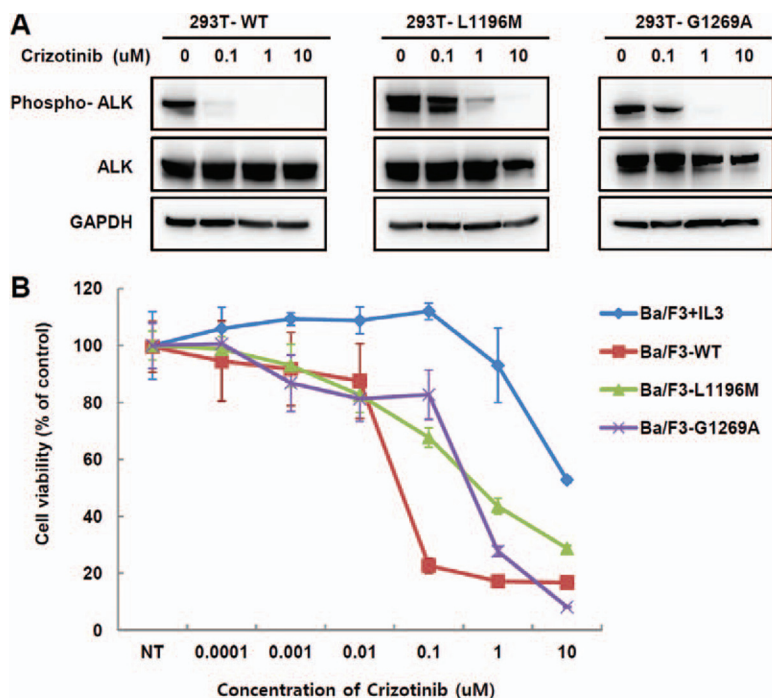 A
293T- WT 293T- L1196M 293T- G1269A
Crizotinib (uM) 0 0.1 1 10 0 0.1 1 10 0 0.1 1 10
Phospho- ALK
ALK
GAPDH
B
120
100
80
60
40
20
0
Cell viability (% of control)
NT 0.0001 0.001 0.01 0.1 1 10
Concentration of Crizotinib (uM)
Ba/F3+IL3
Ba/F3-WT
Ba/F3-L1196M
Ba/F3-G1269A